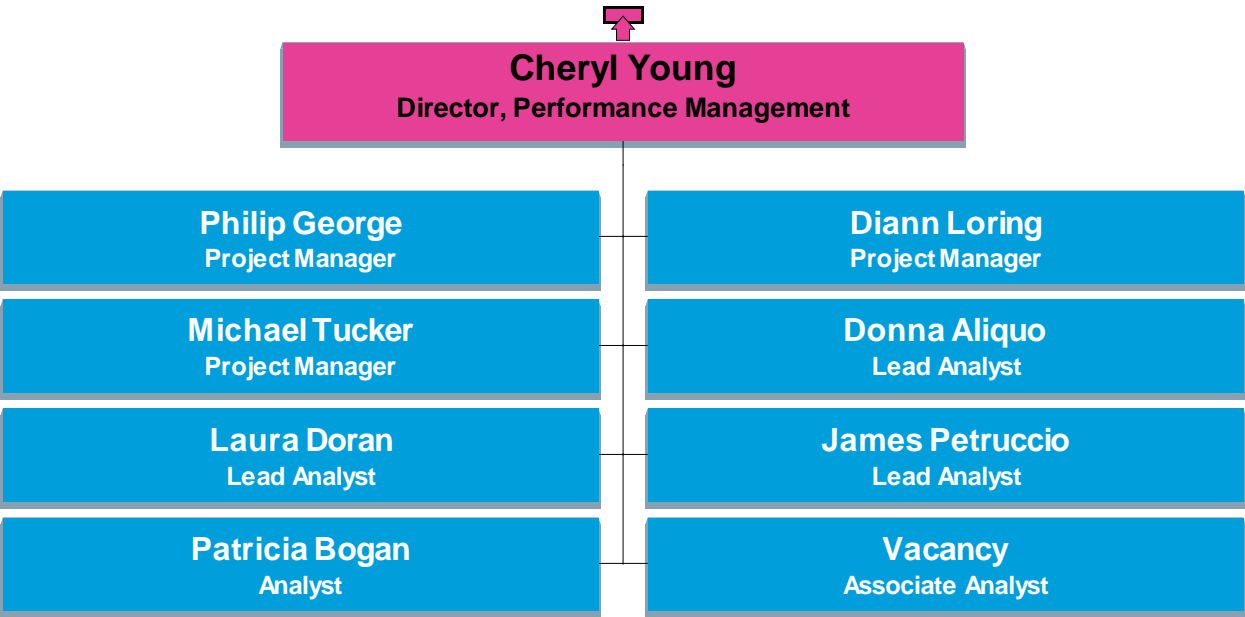 Cheryl Young
Director, Performance Management
Philip George
Project Manager
Diann Loring
Project Manager
Michael Tucker
Project Manager
Donna Aliquo
Lead Analyst
Laura Doran
Lead Analyst
James Petruccio
Lead Analyst
Patricia Bogan
Analyst
Vacancy
Associate Analyst